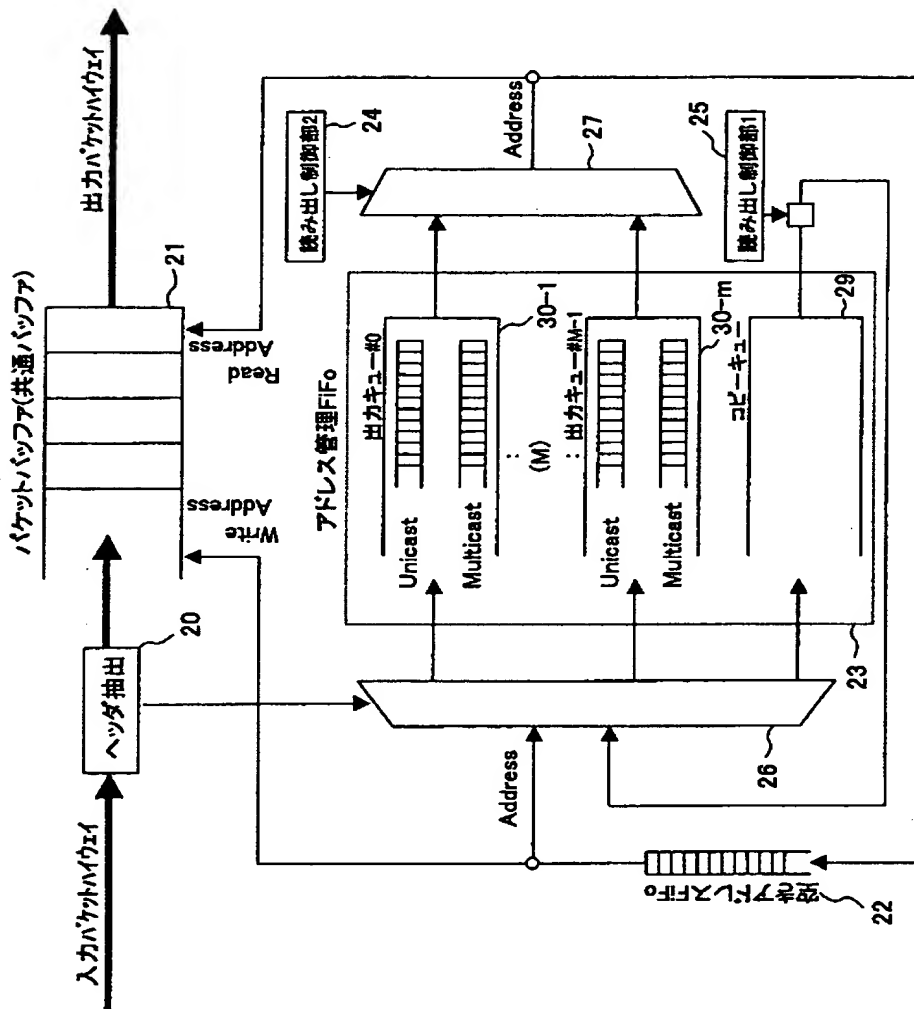 入力パケットハイウェイ
ヘッダ抽出
20
パケットバッファ(共通バッファ)
出力パケットハイウェイ
21
Write
Address
Read
Address
アドレス管理FiFo
出力キュー#0
Unicast
Multicast
30-1
:
(M)
: 出力キュー#M-1
Unicast
Multicast
30-m
コピーキュー
29
23
26
Address
空きアドレスFiFo
22
読み出し制御部2
24
27
Address
読み出し制御部1
25